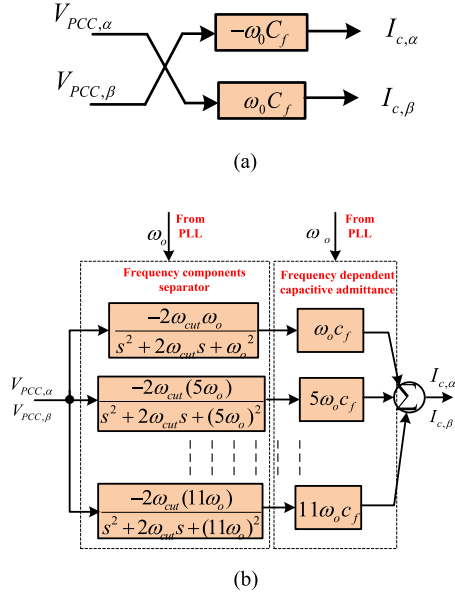 V_{PCC,α}
−ω_0 C_f
I_{c,α}
V_{PCC,β}
ω_0 C_f
I_{c,β}
(a)
ω_o From PLL
ω_o From PLL
Frequency components separator
Frequency dependent capacitive admittance
\frac{-2ω_{cut}ω_o}{s^2+2ω_{cut}s+ω_o^2}
ω_o c_f
V_{PCC,α}
V_{PCC,β}
\frac{-2ω_{cut}(5ω_o)}{s^2+2ω_{cut}s+(5ω_o)^2}
5ω_o c_f
Σ
I_{c,α}
I_{c,β}
\frac{-2ω_{cut}(11ω_o)}{s^2+2ω_{cut}s+(11ω_o)^2}
11ω_o c_f
(b)